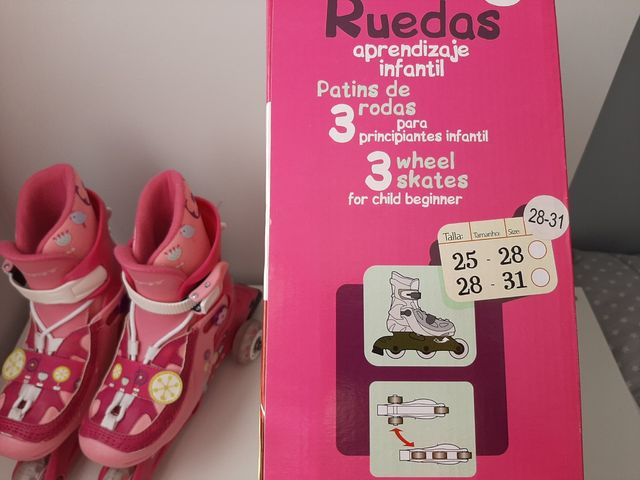 Ruedas
aprendizaje
infantil
Patins de
3 rodas
para
principiantes infantil
3 wheel
skates
for child beginner
28-31
Talla: Tamanho Size
25 - 28
28 - 31